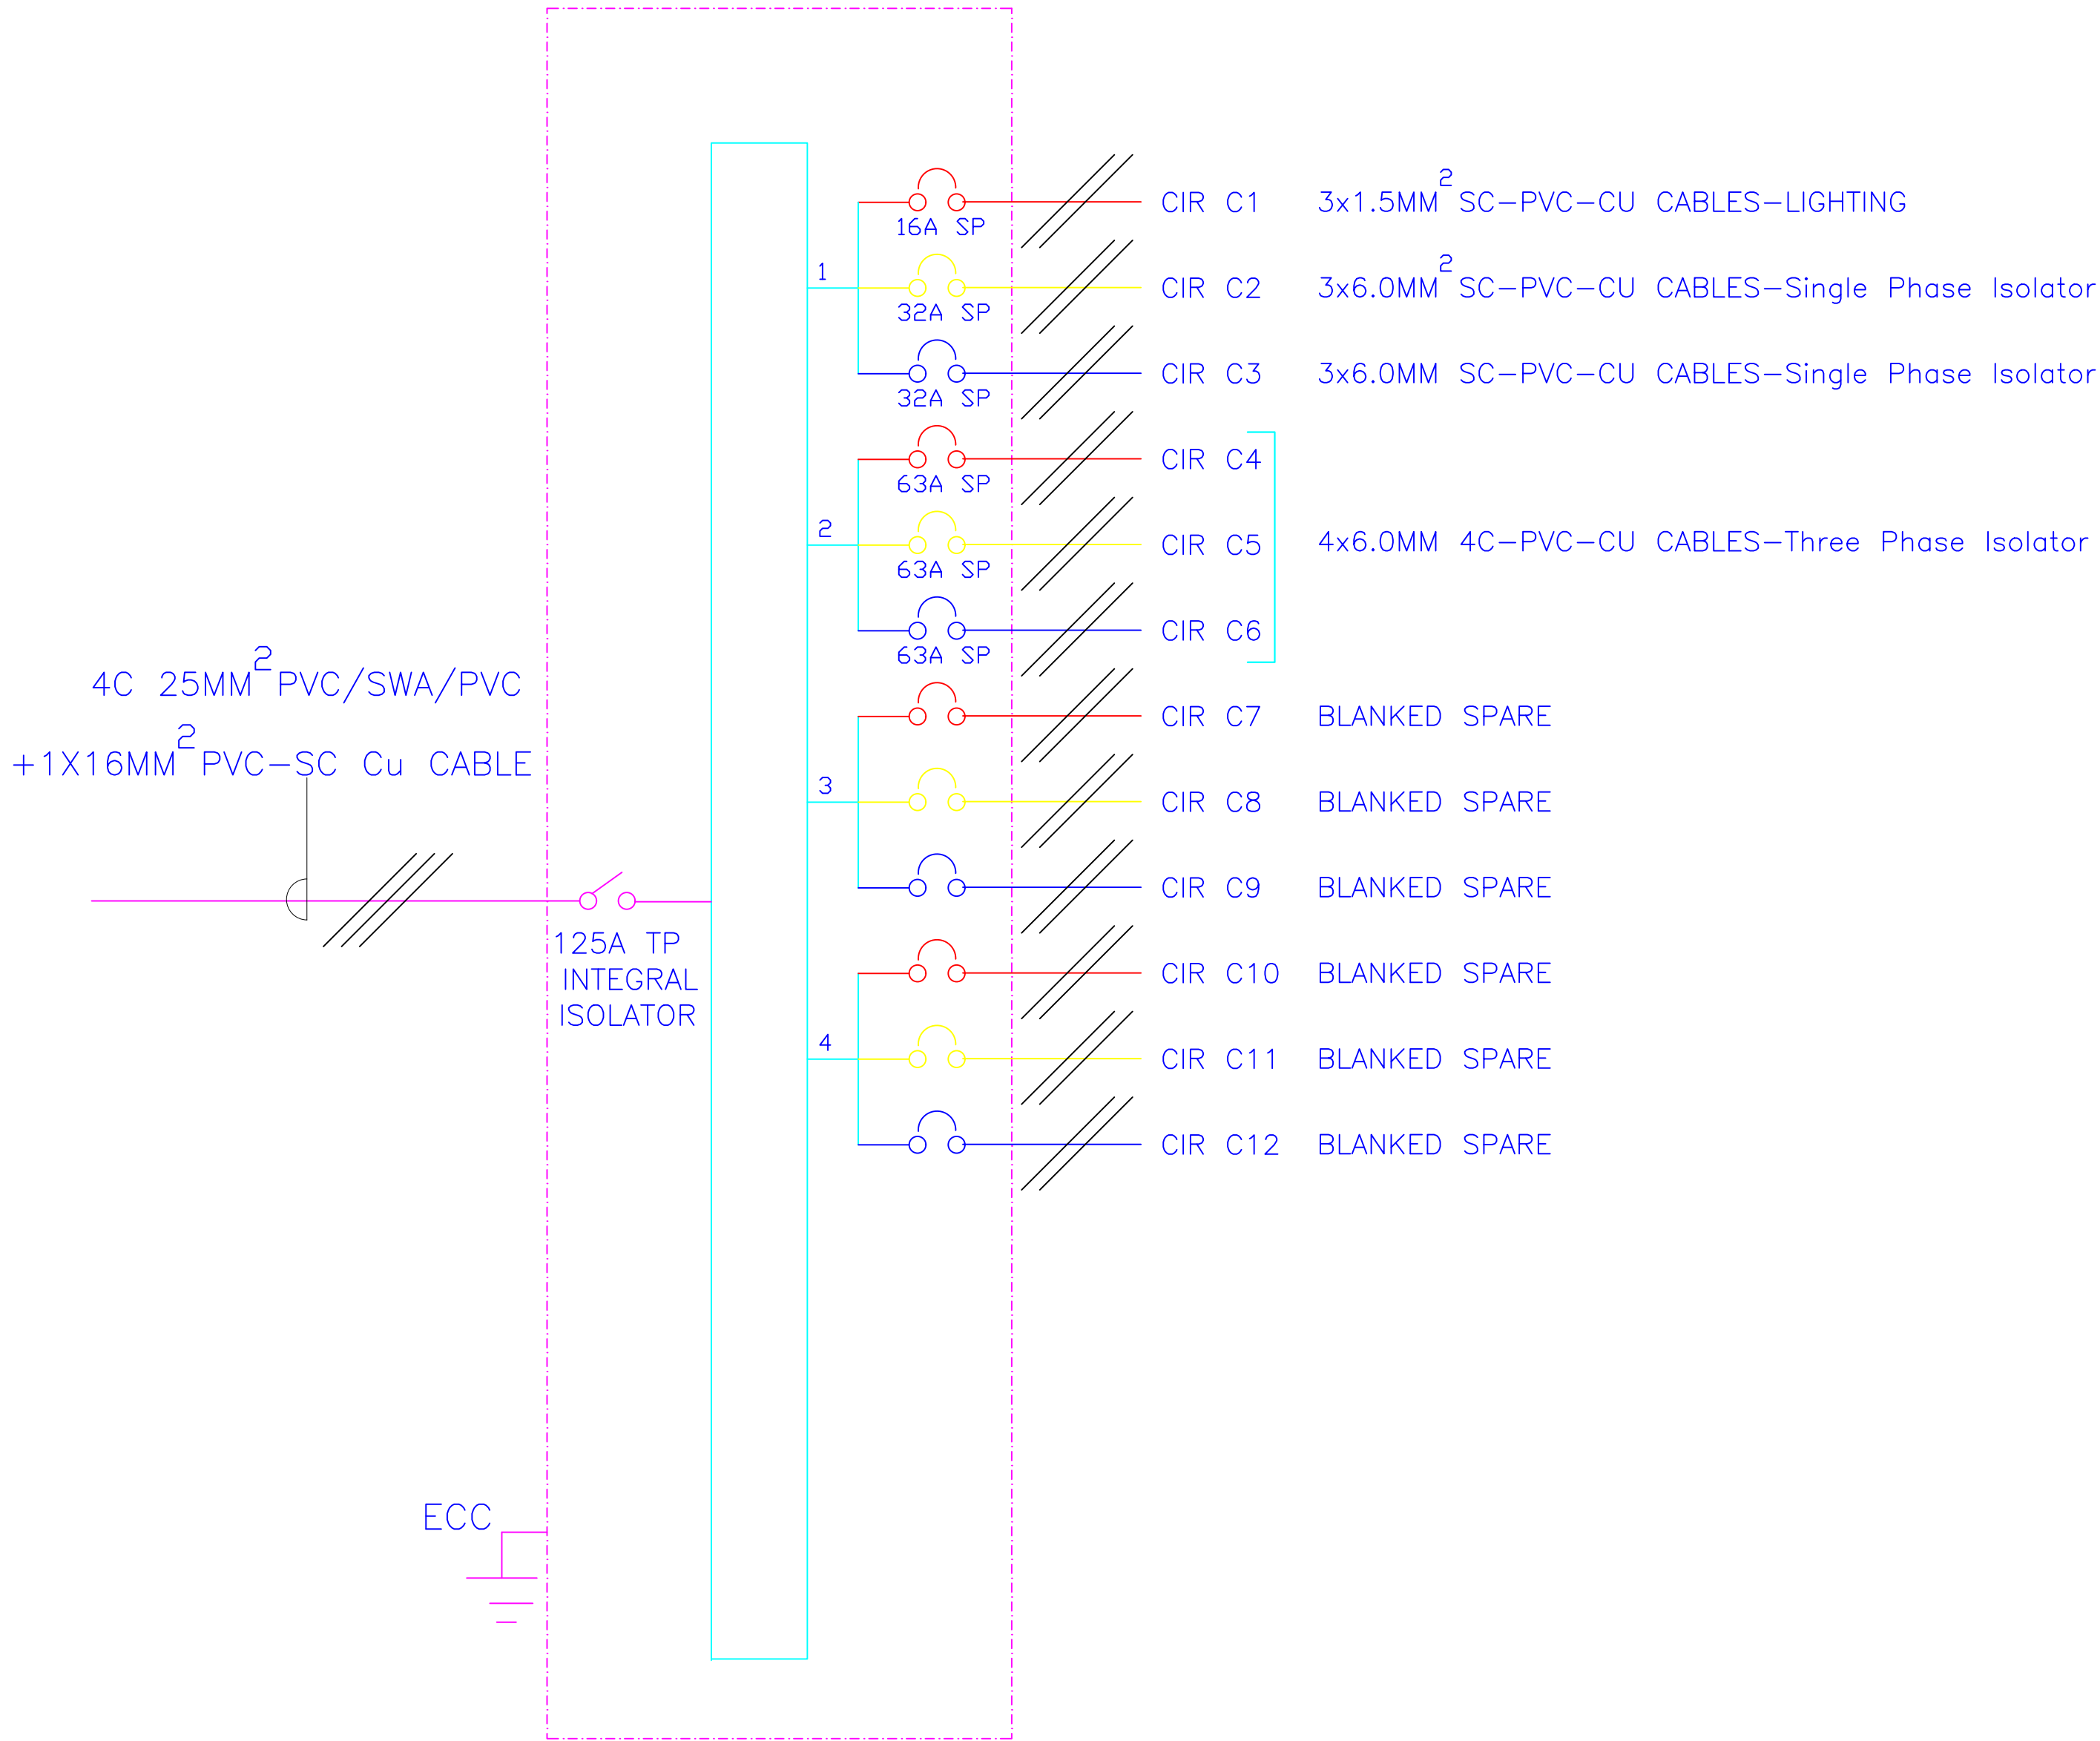 CIR C1 3x1.5MM² SC-PVC-CU CABLES-LIGHTING
16A SP
1
CIR C2 3x6.0MM² SC-PVC-CU CABLES-Single Phase Isolator
32A SP
CIR C3 3x6.0MM SC-PVC-CU CABLES-Single Phase Isolator
32A SP
CIR C4
63A SP
2
CIR C5 4x6.0MM 4C-PVC-CU CABLES-Three Phase Isolator
63A SP
CIR C6
63A SP
4C 25MM² PVC/SWA/PVC
+1X16MM² PVC-SC Cu CABLE
CIR C7 BLANKED SPARE
3
CIR C8 BLANKED SPARE
CIR C9 BLANKED SPARE
125A TP
INTEGRAL
ISOLATOR
CIR C10 BLANKED SPARE
4
CIR C11 BLANKED SPARE
CIR C12 BLANKED SPARE
ECC